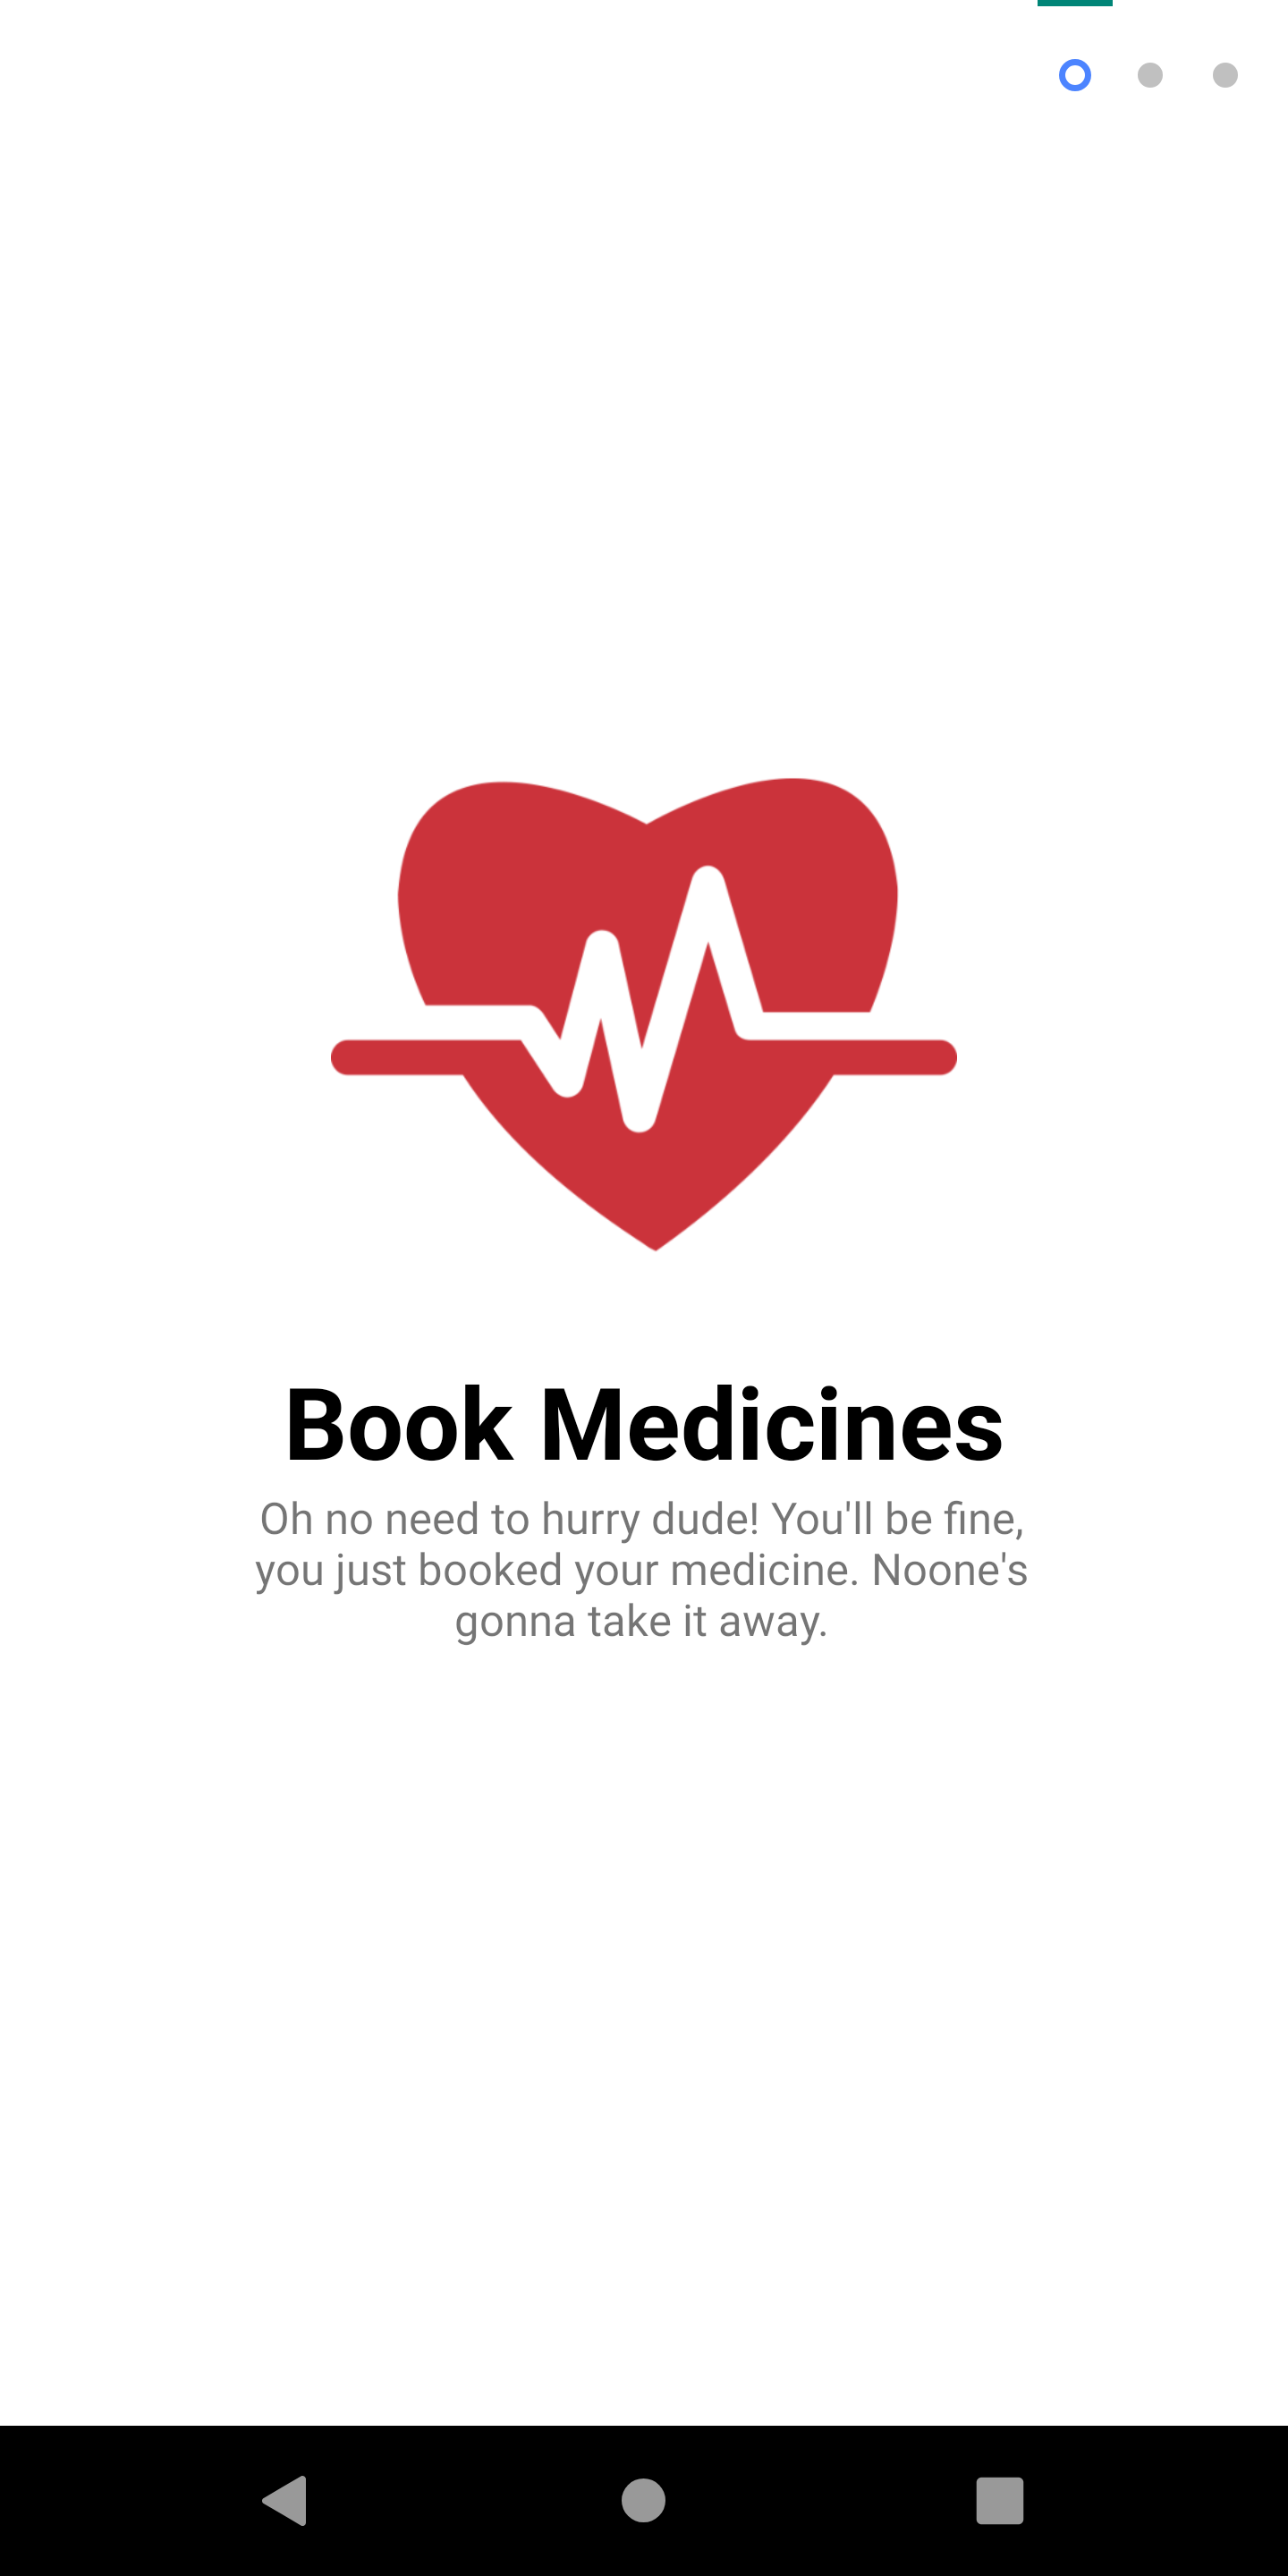 Book Medicines
Oh no need to hurry dude! You'll be fine,
you just booked your medicine. Noone's
gonna take it away.